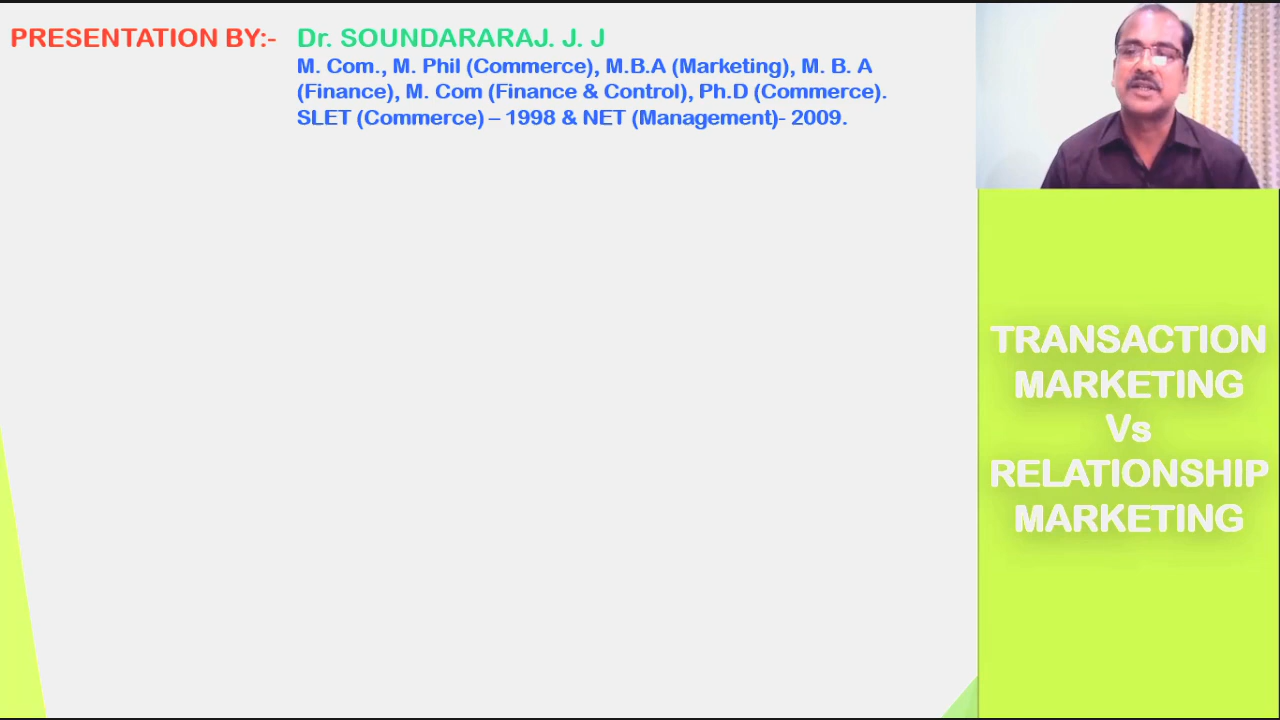 PRESENTATION BY:- Dr. SOUNDARARAJ. J. J
M. Com., M. Phil (Commerce), M.B.A (Marketing), M. B. A
(Finance), M. Com (Finance & Control), Ph.D (Commerce).
SLET (Commerce) – 1998 & NET (Management)- 2009.
TRANSACTION
MARKETING
Vs
RELATIONSHIP
MARKETING